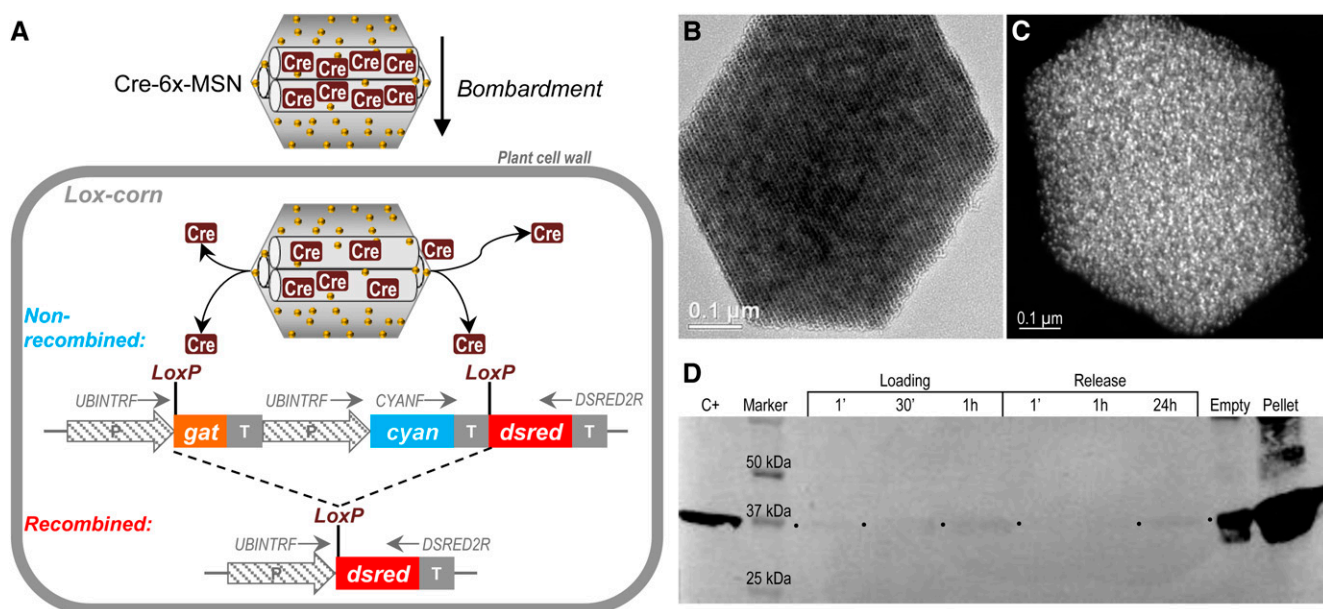 A
Cre-6x-MSN
Cre Cre Cre Cre
Cre Cre Cre Cre
Bombardment
Plant cell wall
Lox-corn
Cre
Cre Cre
Cre Cre Cre
Cre
Cre
Non-
recombined:
Cre
Cre
LoxP
LoxP
UBINTRF
UBINTRF
CYANF
DSRED2R
P
gat
T
P
cyan
T
dsred
T
Recombined:
LoxP
UBINTRF
DSRED2R
P
dsred
T
B
0.1 µm
C
0.1 µm
D
Loading
Release
C+ Marker 1' 30' 1h 1' 1h 24h Empty Pellet
50 kDa
37 kDa
25 kDa